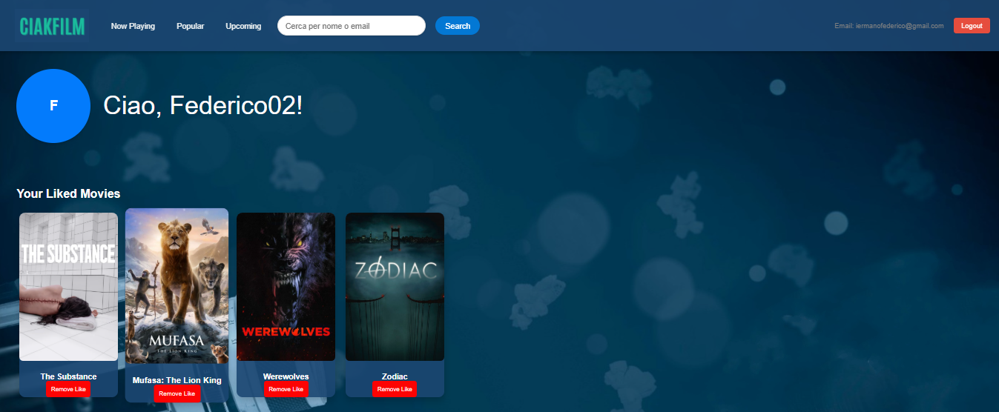 CIAKFILM
Now Playing
Popular
Upcoming
Cerca per nome o email
Search
Email: iermanofederico@gmail.com
Logout
F
Ciao, Federico02!
Your Liked Movies
THE SUBSTANCE
MUFASA
THE LION KING
WEREWOLVES
ZODIAC
The Substance
Mufasa: The Lion King
Werewolves
Zodiac
Remove Like
Remove Like
Remove Like
Remove Like